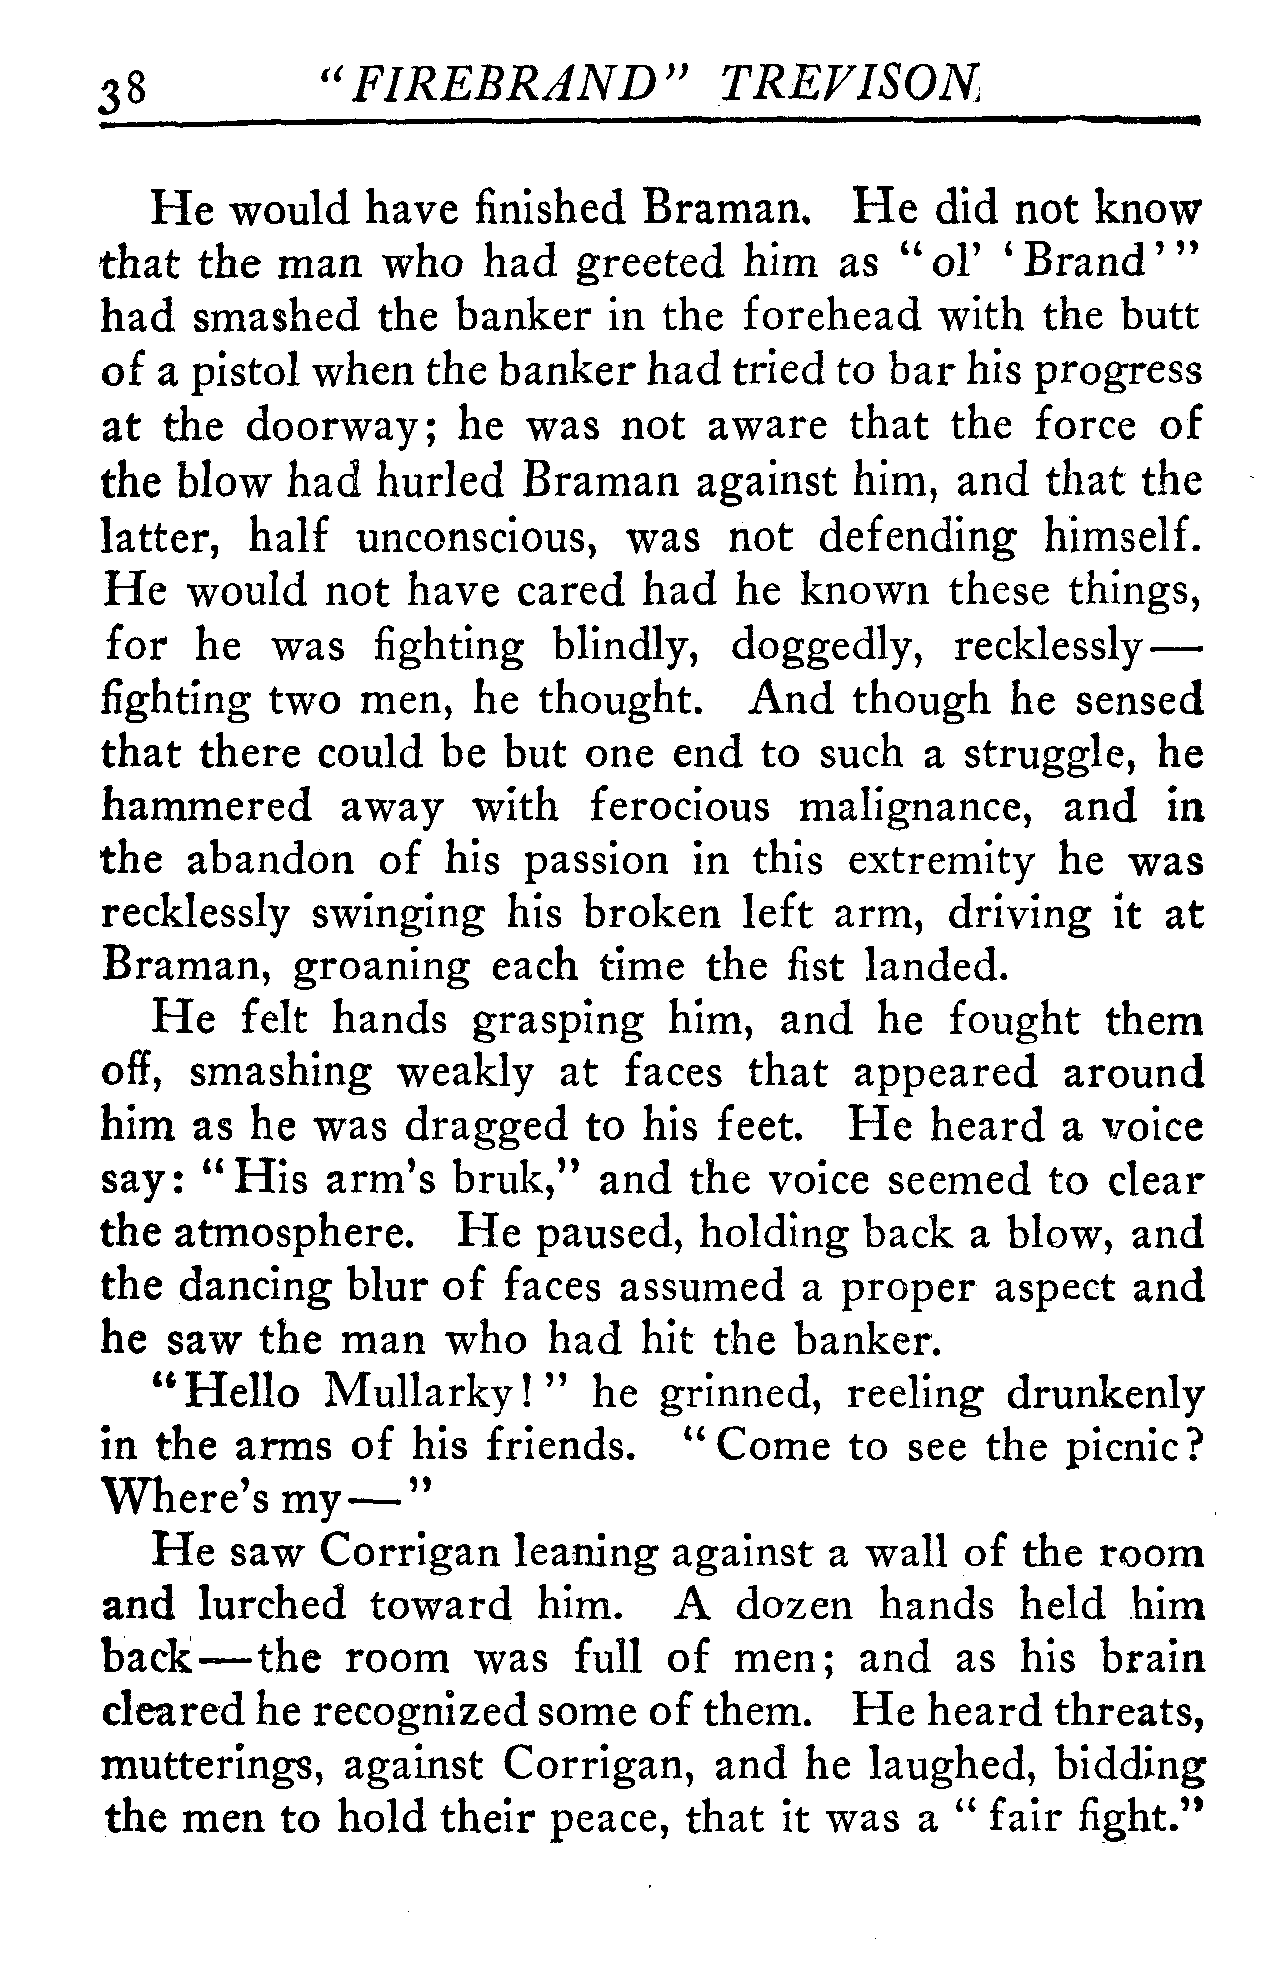 38 "FIREBRAND" TREVISON
He would have finished Braman. He did not know
that the man who had greeted him as "ol' 'Brand'"
had smashed the banker in the forehead with the butt
of a pistol when the banker had tried to bar his progress
at the doorway; he was not aware that the force of
the blow had hurled Braman against him, and that the
latter, half unconscious, was not defending himself.
He would not have cared had he known these things,
for he was fighting blindly, doggedly, recklessly—
fighting two men, he thought. And though he sensed
that there could be but one end to such a struggle, he
hammered away with ferocious malignance, and in
the abandon of his passion in this extremity he was
recklessly swinging his broken left arm, driving it at
Braman, groaning each time the fist landed.
He felt hands grasping him, and he fought them
off, smashing weakly at faces that appeared around
him as he was dragged to his feet. He heard a voice
say: "His arm's bruk," and the voice seemed to clear
the atmosphere. He paused, holding back a blow, and
the dancing blur of faces assumed a proper aspect and
he saw the man who had hit the banker.
"Hello Mullarky!" he grinned, reeling drunkenly
in the arms of his friends. "Come to see the picnic?
Where's my—"
He saw Corrigan leaning against a wall of the room
and lurched toward him. A dozen hands held him
back—the room was full of men; and as his brain
cleared he recognized some of them. He heard threats,
mutterings, against Corrigan, and he laughed, bidding
the men to hold their peace, that it was a "fair fight."